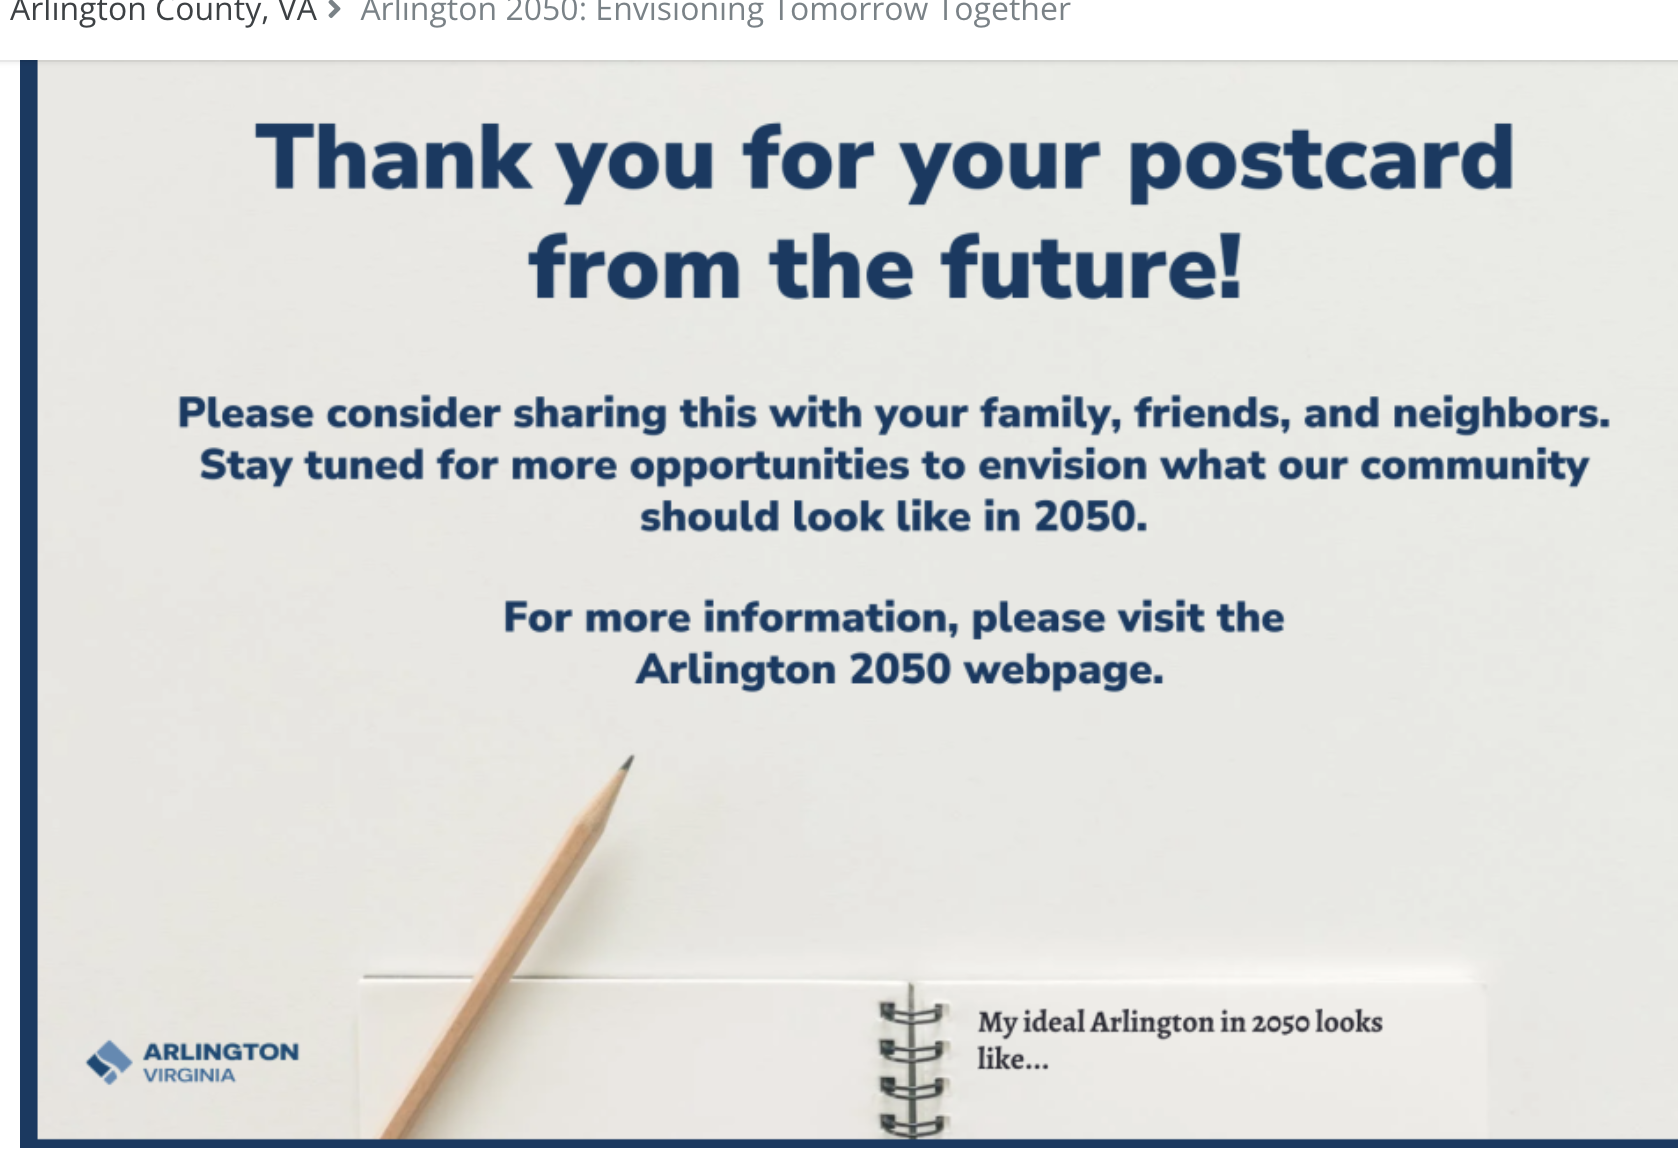 Arlington County, VA > Arlington 2050: Envisioning Tomorrow Together
Thank you for your postcard
from the future!
Please consider sharing this with your family, friends, and neighbors.
Stay tuned for more opportunities to envision what our community
should look like in 2050.
For more information, please visit the
Arlington 2050 webpage.
My ideal Arlington in 2050 looks
like...
ARLINGTON
VIRGINIA